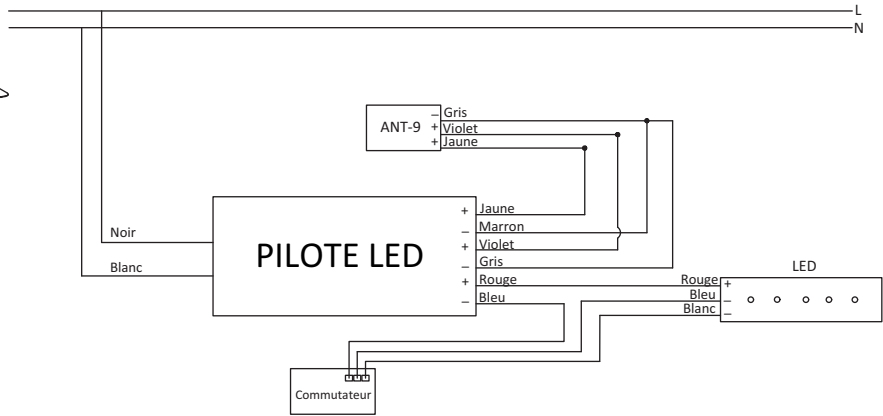 L
N
− Gris
ANT-9
+ Violet
+ Jaune
PILOTE LED
Noir
Blanc
+ Jaune
− Marron
+ Violet
− Gris
+ Rouge
− Bleu
LED
Rouge +
Bleu −
Blanc −
Commutateur